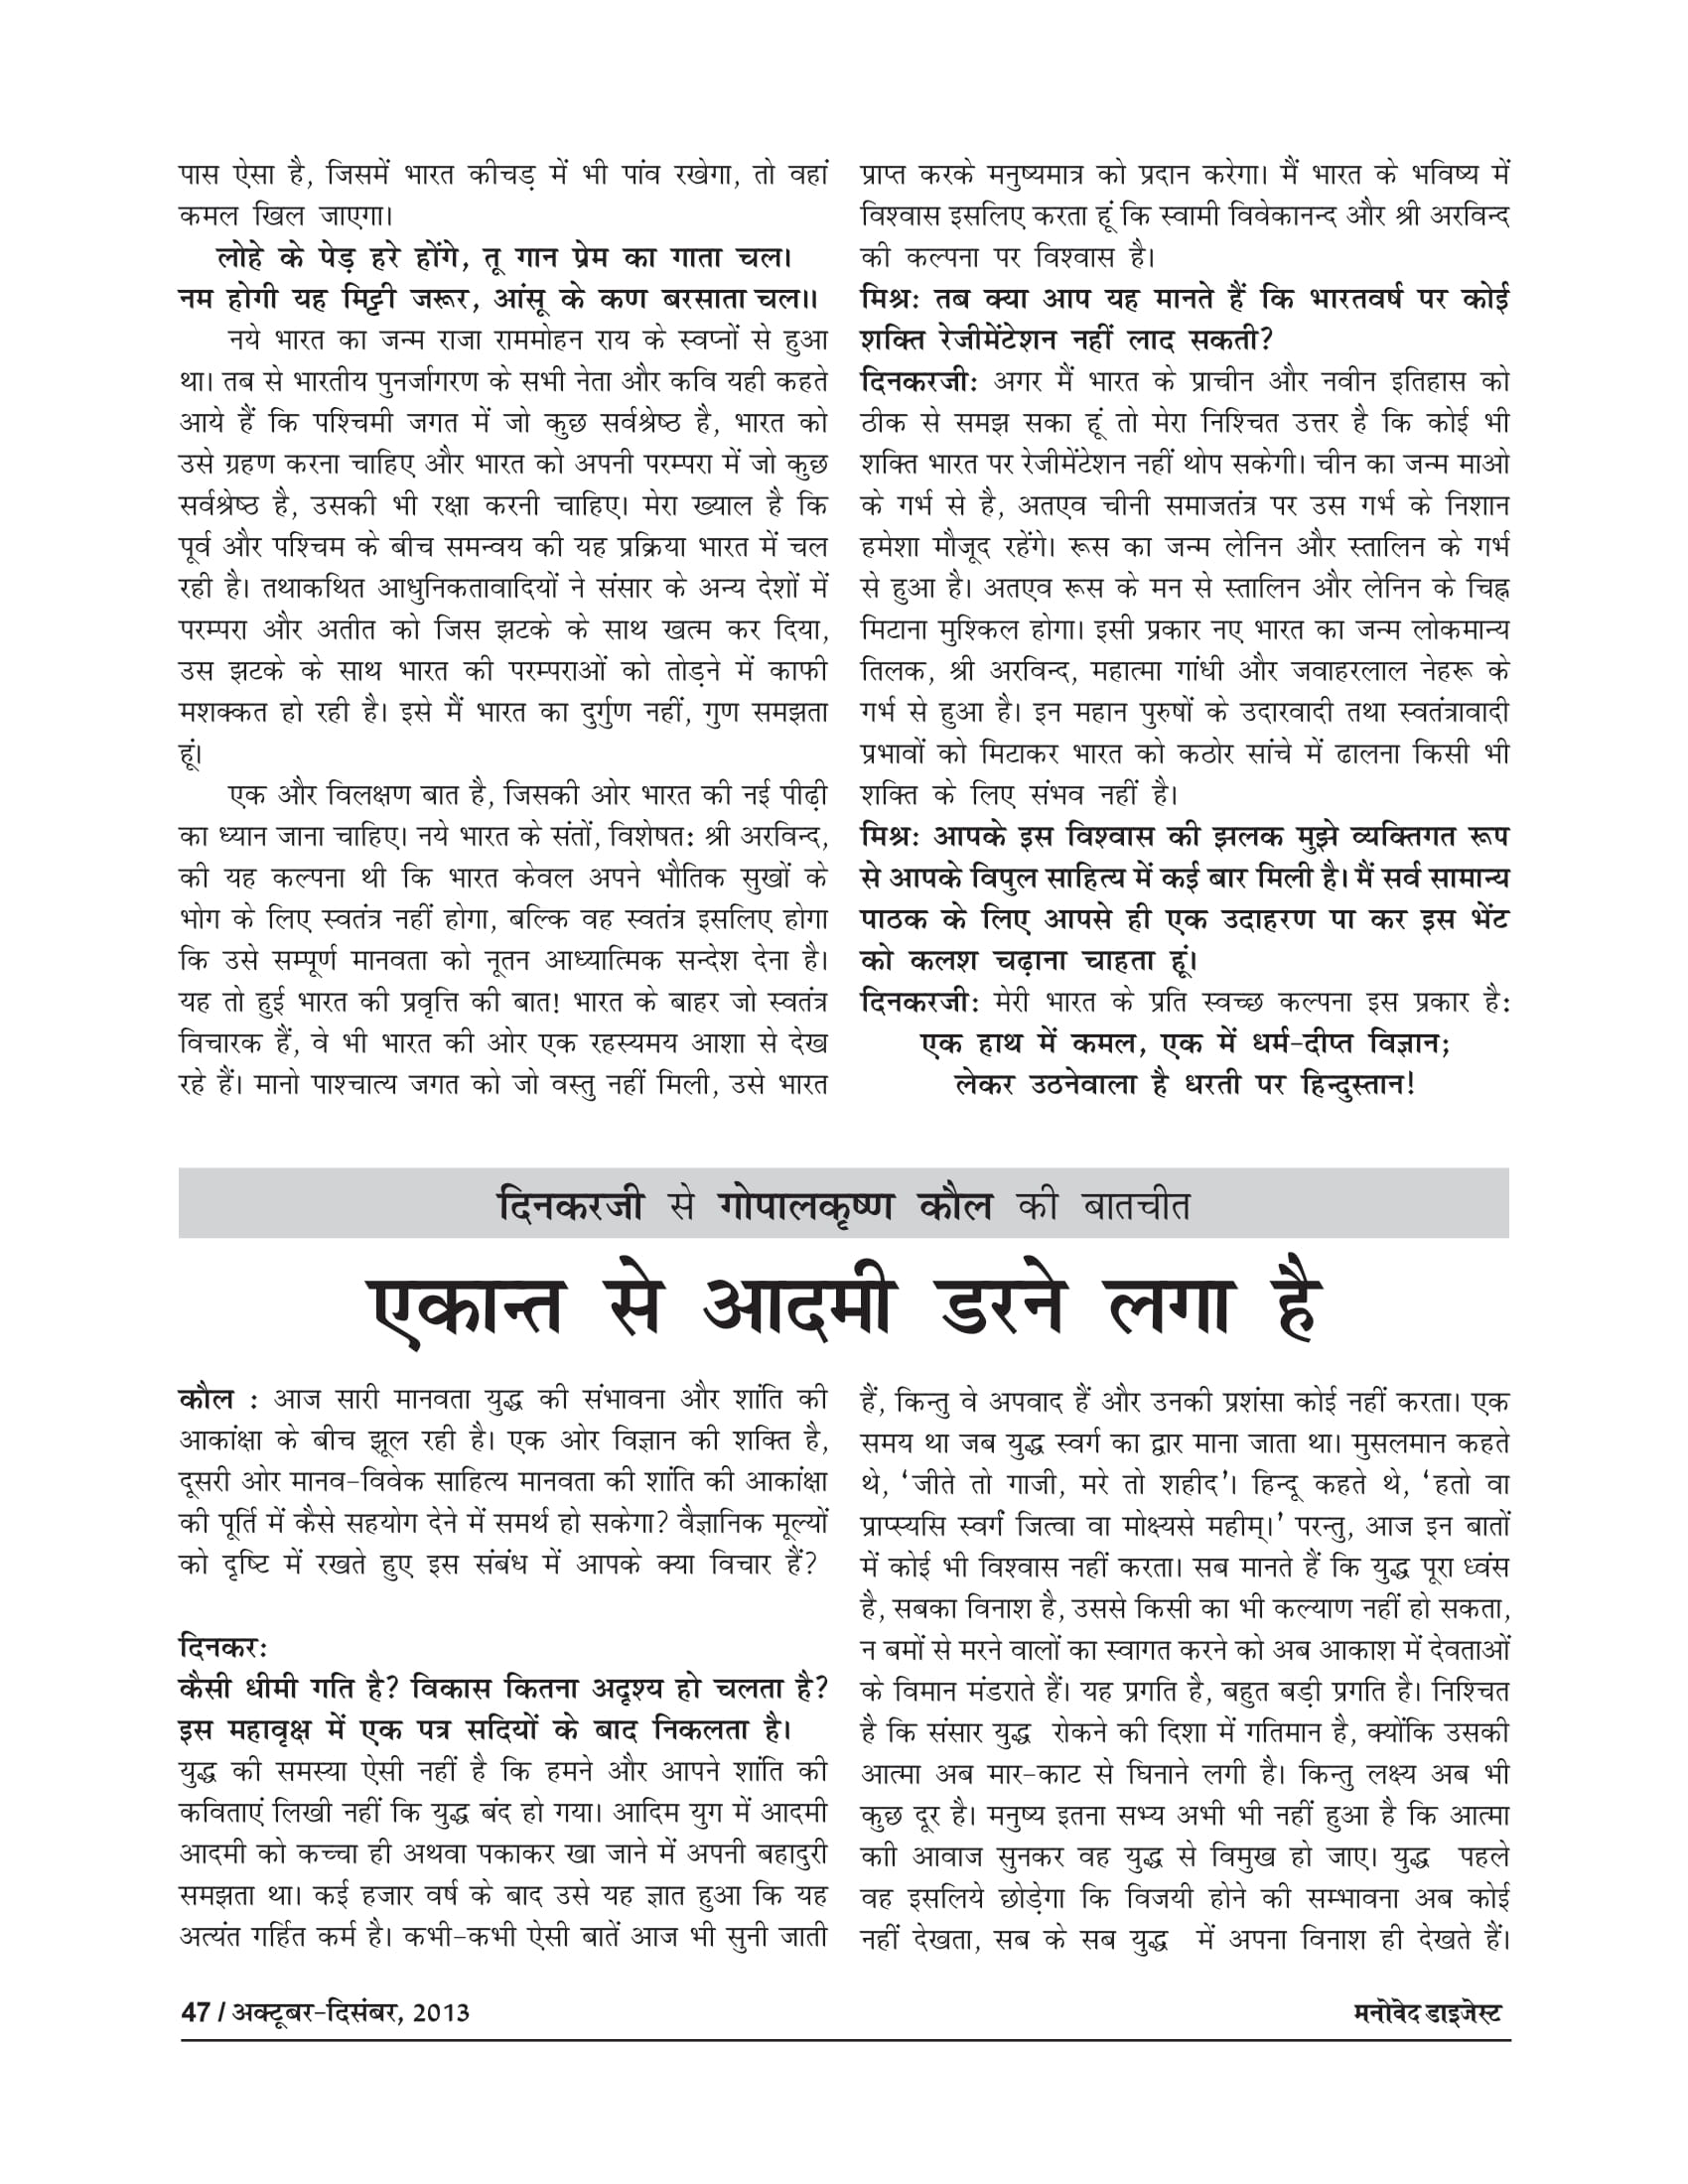 पास ऐसा है, जिसमें भारत कीचड़ में भी पांव रखेगा, तो वहां
कमल खिल जाएगा।
लोहे के पेड़ हरे होंगे, तू गान प्रेम का गाता चल।
नम होगी यह मिट्टी जरूर, आंसू के कण बरसाता चल॥
नये भारत का जन्म राजा राममोहन राय के स्वप्नों से हुआ
था। तब से भारतीय पुनर्जागरण के सभी नेता और कवि यही कहते
आये हैं कि पश्चिमी जगत में जो कुछ सर्वश्रेष्ठ है, भारत को
उसे ग्रहण करना चाहिए और भारत को अपनी परम्परा में जो कुछ
सर्वश्रेष्ठ है, उसकी भी रक्षा करनी चाहिए। मेरा ख्याल है कि
पूर्व और पश्चिम के बीच समन्वय की यह प्रक्रिया भारत में चल
रही है। तथाकथित आधुनिकतावादियों ने संसार के अन्य देशों में
परम्परा और अतीत को जिस झटके के साथ खत्म कर दिया,
उस झटके के साथ भारत की परम्पराओं को तोड़ने में काफी
मशक्कत हो रही है। इसे मैं भारत का दुर्गुण नहीं, गुण समझता
हूं।
एक और विलक्षण बात है, जिसकी ओर भारत की नई पीढ़ी
का ध्यान जाना चाहिए। नये भारत के संतों, विशेषतः श्री अरविन्द,
की यह कल्पना थी कि भारत केवल अपने भौतिक सुखों के
भोग के लिए स्वतंत्र नहीं होगा, बल्कि वह स्वतंत्र इसलिए होगा
कि उसे सम्पूर्ण मानवता को नूतन आध्यात्मिक सन्देश देना है।
यह तो हुई भारत की प्रवृत्ति की बात! भारत के बाहर जो स्वतंत्र
विचारक हैं, वे भी भारत की ओर एक रहस्यमय आशा से देख
रहे हैं। मानो पाश्चात्य जगत को जो वस्तु नहीं मिली, उसे भारत
प्राप्त करके मनुष्यमात्र को प्रदान करेगा। मैं भारत के भविष्य में
विश्वास इसलिए करता हूं कि स्वामी विवेकानन्द और श्री अरविन्द
की कल्पना पर विश्वास है।
मिश्रः तब क्या आप यह मानते हैं कि भारतवर्ष पर कोई
शक्ति रेजीमेंटेशन नहीं लाद सकती?
दिनकरजीः अगर मैं भारत के प्राचीन और नवीन इतिहास को
ठीक से समझ सका हूं तो मेरा निश्चित उत्तर है कि कोई भी
शक्ति भारत पर रेजीमेंटेशन नहीं थोप सकेगी। चीन का जन्म माओ
के गर्भ से है, अतएव चीनी समाजतंत्र पर उस गर्भ के निशान
हमेशा मौजूद रहेंगे। रूस का जन्म लेनिन और स्तालिन के गर्भ
से हुआ है। अतएव रूस के मन से स्तालिन और लेनिन के चिह्न
मिटाना मुश्किल होगा। इसी प्रकार नए भारत का जन्म लोकमान्य
तिलक, श्री अरविन्द, महात्मा गांधी और जवाहरलाल नेहरू के
गर्भ से हुआ है। इन महान पुरुषों के उदारवादी तथा स्वतंत्रावादी
प्रभावों को मिटाकर भारत को कठोर सांचे में ढालना किसी भी
शक्ति के लिए संभव नहीं है।
मिश्रः आपके इस विश्वास की झलक मुझे व्यक्तिगत रूप
से आपके विपुल साहित्य में कई बार मिली है। मैं सर्व सामान्य
पाठक के लिए आपसे ही एक उदाहरण पा कर इस भेंट
को कलश चढ़ाना चाहता हूं।
दिनकरजीः मेरी भारत के प्रति स्वच्छ कल्पना इस प्रकार हैः
एक हाथ में कमल, एक में धर्म-दीप्त विज्ञान;
लेकर उठनेवाला है धरती पर हिन्दुस्तान!
दिनकरजी से गोपालकृष्ण कौल की बातचीत
एकान्त से आदमी डरने लगा है
कौल : आज सारी मानवता युद्ध की संभावना और शांति की
आकांक्षा के बीच झूल रही है। एक ओर विज्ञान की शक्ति है,
दूसरी ओर मानव-विवेक साहित्य मानवता की शांति की आकांक्षा
की पूर्ति में कैसे सहयोग देने में समर्थ हो सकेगा? वैज्ञानिक मूल्यों
को दृष्टि में रखते हुए इस संबंध में आपके क्या विचार हैं?
दिनकरः
कैसी धीमी गति है? विकास कितना अदृश्य हो चलता है?
इस महावृक्ष में एक पत्र सदियों के बाद निकलता है।
युद्ध की समस्या ऐसी नहीं है कि हमने और आपने शांति की
कविताएं लिखी नहीं कि युद्ध बंद हो गया। आदिम युग में आदमी
आदमी को कच्चा ही अथवा पकाकर खा जाने में अपनी बहादुरी
समझता था। कई हजार वर्ष के बाद उसे यह ज्ञात हुआ कि यह
अत्यंत गर्हित कर्म है। कभी-कभी ऐसी बातें आज भी सुनी जाती
हैं, किन्तु वे अपवाद हैं और उनकी प्रशंसा कोई नहीं करता। एक
समय था जब युद्ध स्वर्ग का द्वार माना जाता था। मुसलमान कहते
थे, ‘जीते तो गाजी, मरे तो शहीद’। हिन्दू कहते थे, ‘हतो वा
प्राप्स्यसि स्वर्गं जित्वा वा मोक्ष्यसे महीम्।’ परन्तु, आज इन बातों
में कोई भी विश्वास नहीं करता। सब मानते हैं कि युद्ध पूरा ध्वंस
है, सबका विनाश है, उससे किसी का भी कल्याण नहीं हो सकता,
न बमों से मरने वालों का स्वागत करने को अब आकाश में देवताओं
के विमान मंडराते हैं। यह प्रगति है, बहुत बड़ी प्रगति है। निश्चित
है कि संसार युद्ध रोकने की दिशा में गतिमान है, क्योंकि उसकी
आत्मा अब मार-काट से घिनाने लगी है। किन्तु लक्ष्य अब भी
कुछ दूर है। मनुष्य इतना सभ्य अभी भी नहीं हुआ है कि आत्मा
काी आवाज सुनकर वह युद्ध से विमुख हो जाए। युद्ध पहले
वह इसलिये छोड़ेगा कि विजयी होने की सम्भावना अब कोई
नहीं देखता, सब के सब युद्ध में अपना विनाश ही देखते हैं।
47 / अक्टूबर-दिसंबर, 2013
मनोवेद डाइजेस्ट